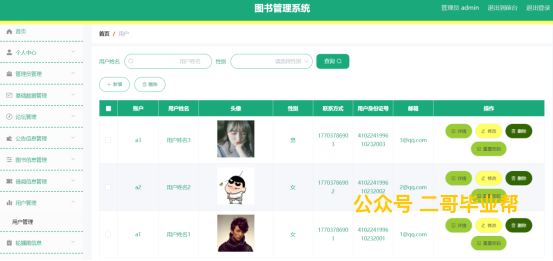 图书管理系统
管理员 admin 退出到前台 退出登录
首页
个人中心
管理员管理
基础数据管理
论坛管理
公告信息管理
图书信息管理
借阅信息管理
用户管理
用户管理
轮播图信息
首页 / 用户
用户姓名 用户姓名 性别 请选择性别 查询
+ 新增 删除
账户 用户姓名 头像 性别 联系方式 用户身份证号 邮箱 操作
a3 用户姓名3 男 17703786903 410224199610232003 3@qq.com 详情 修改 删除
重置密码
a2 用户姓名2 女 17703786902 410224199610232002 2@qq.com 详情 修改 删除
重置密码
a1 用户姓名1 女 17703786901 410224199610232001 1@qq.com 详情 修改 删除
重置密码
公众号 二哥毕业帮